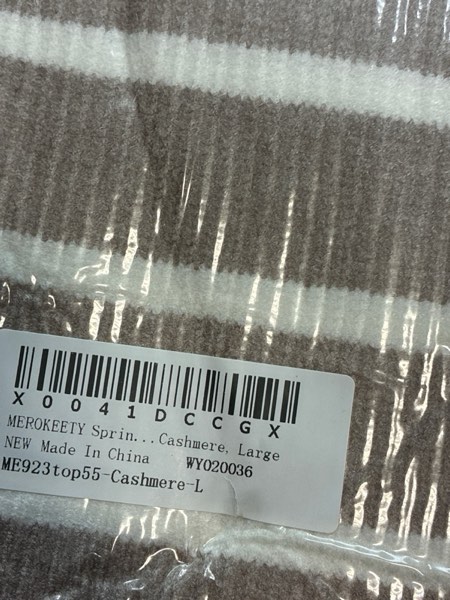 X0041DCCGX
MEROKEETY Sprin...Cashmere, Large
NEW Made In China WY020036
ME923top55-Cashmere-L